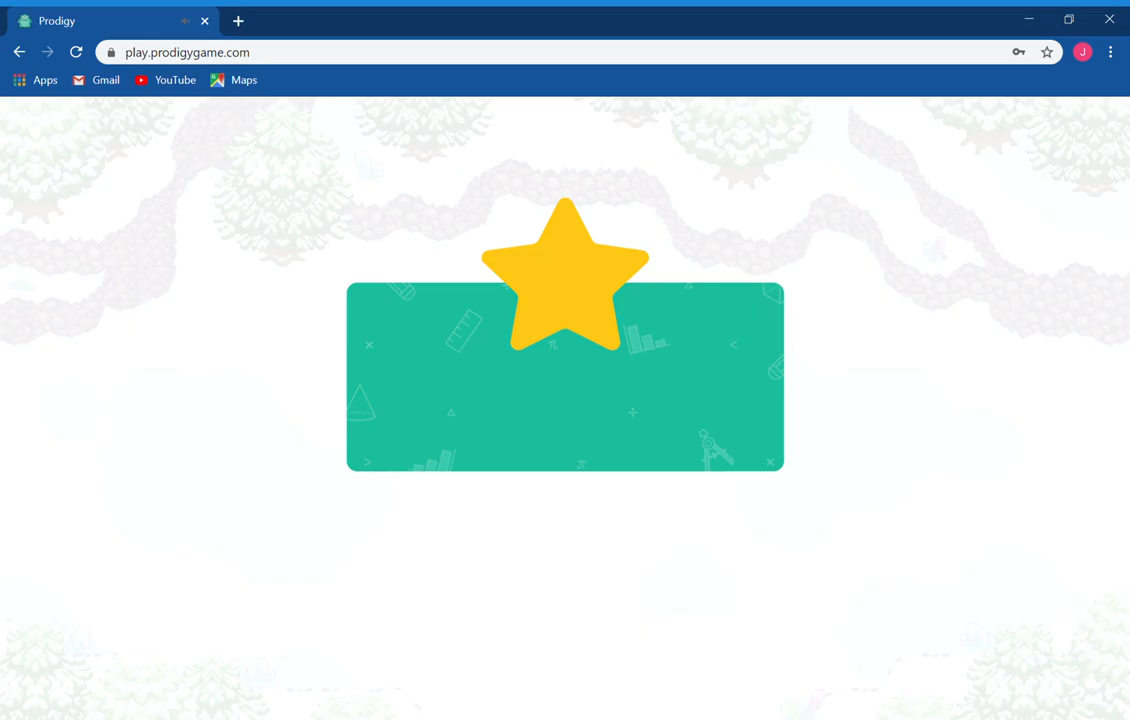 Prodigy
play.prodigygame.com
J
Apps Gmail YouTube Maps
× π <
△ ÷
> π ×